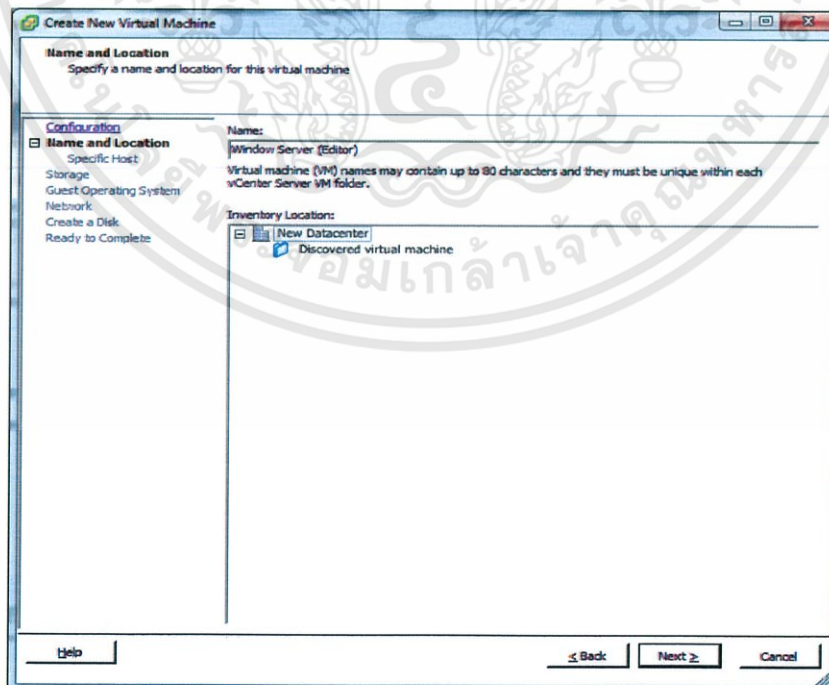 Create New Virtual Machine
Name and Location
Specify a name and location for this virtual machine
Configuration
Name and Location
Specific Host
Storage
Guest Operating System
Network
Create a Disk
Ready to Complete
Name:
Window Server (Editor)
Virtual machine (VM) names may contain up to 80 characters and they must be unique within each
vCenter Server VM folder.
Inventory Location:
New Datacenter
Discovered virtual machine
Help
< Back
Next >
Cancel